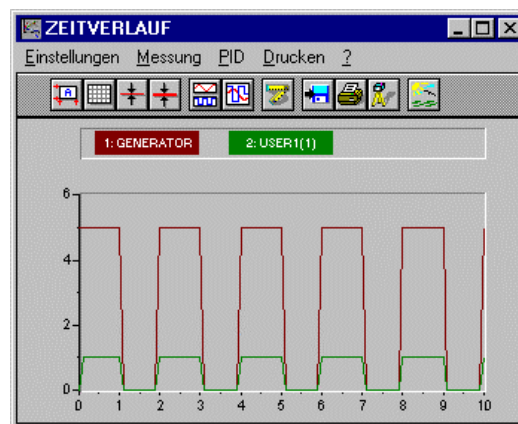 ZEITVERLAUF
Einstellungen Messung PID Drucken ?
A
1: GENERATOR 2: USER1(1)
6
4
2
0
0 1 2 3 4 5 6 7 8 9 10